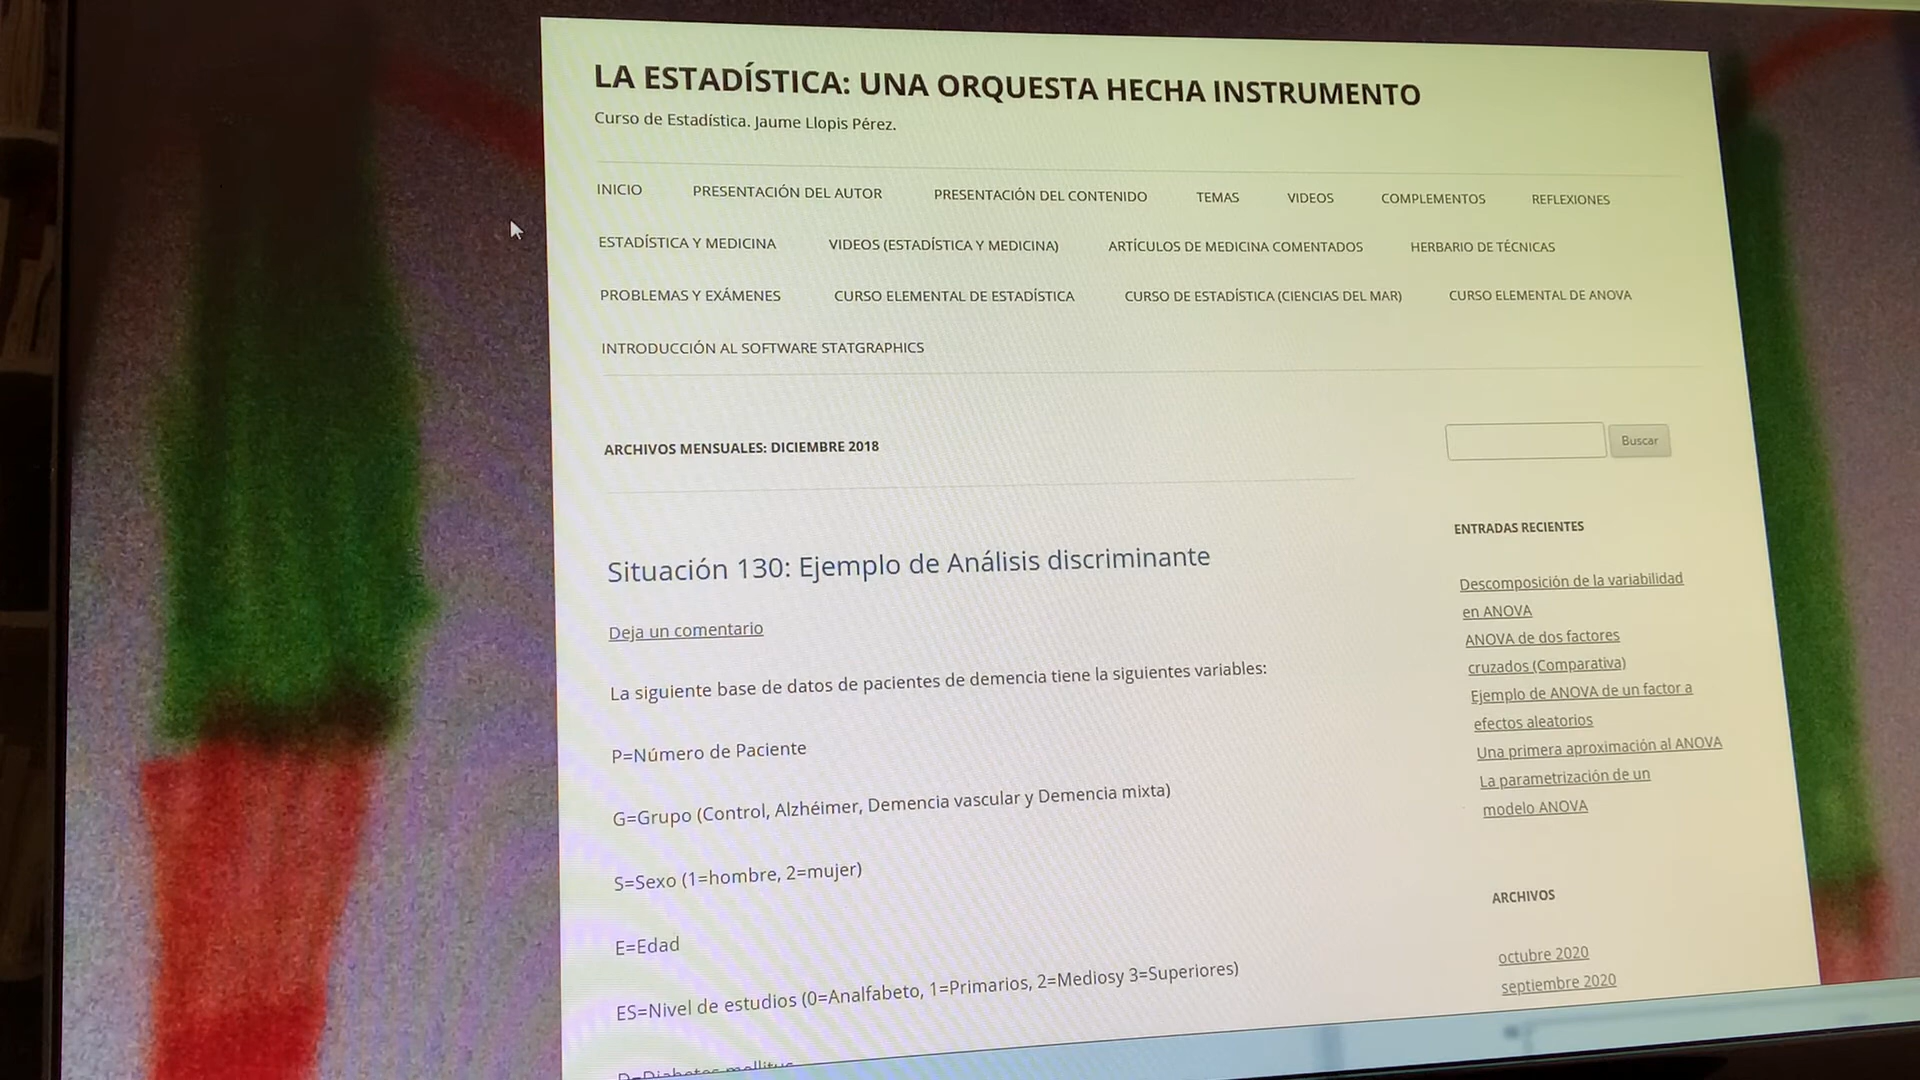 LA ESTADÍSTICA: UNA ORQUESTA HECHA INSTRUMENTO
Curso de Estadística. Jaume Llopis Pérez.
INICIO PRESENTACIÓN DEL AUTOR PRESENTACIÓN DEL CONTENIDO TEMAS VIDEOS COMPLEMENTOS REFLEXIONES
ESTADÍSTICA Y MEDICINA VIDEOS (ESTADÍSTICA Y MEDICINA) ARTÍCULOS DE MEDICINA COMENTADOS HERBARIO DE TÉCNICAS
PROBLEMAS Y EXÁMENES CURSO ELEMENTAL DE ESTADÍSTICA CURSO DE ESTADÍSTICA (CIENCIAS DEL MAR) CURSO ELEMENTAL DE ANOVA
INTRODUCCIÓN AL SOFTWARE STATGRAPHICS
ARCHIVOS MENSUALES: DICIEMBRE 2018
Situación 130: Ejemplo de Análisis discriminante
Deja un comentario
La siguiente base de datos de pacientes de demencia tiene la siguientes variables:
P=Número de Paciente
G=Grupo (Control, Alzhéimer, Demencia vascular y Demencia mixta)
S=Sexo (1=hombre, 2=mujer)
E=Edad
ES=Nivel de estudios (0=Analfabeto, 1=Primarios, 2=Mediosy 3=Superiores)
D=Diabetes mellitus
Buscar
ENTRADAS RECIENTES
Descomposición de la variabilidad
en ANOVA
ANOVA de dos factores
cruzados (Comparativa)
Ejemplo de ANOVA de un factor a
efectos aleatorios
Una primera aproximación al ANOVA
La parametrización de un
modelo ANOVA
ARCHIVOS
octubre 2020
septiembre 2020